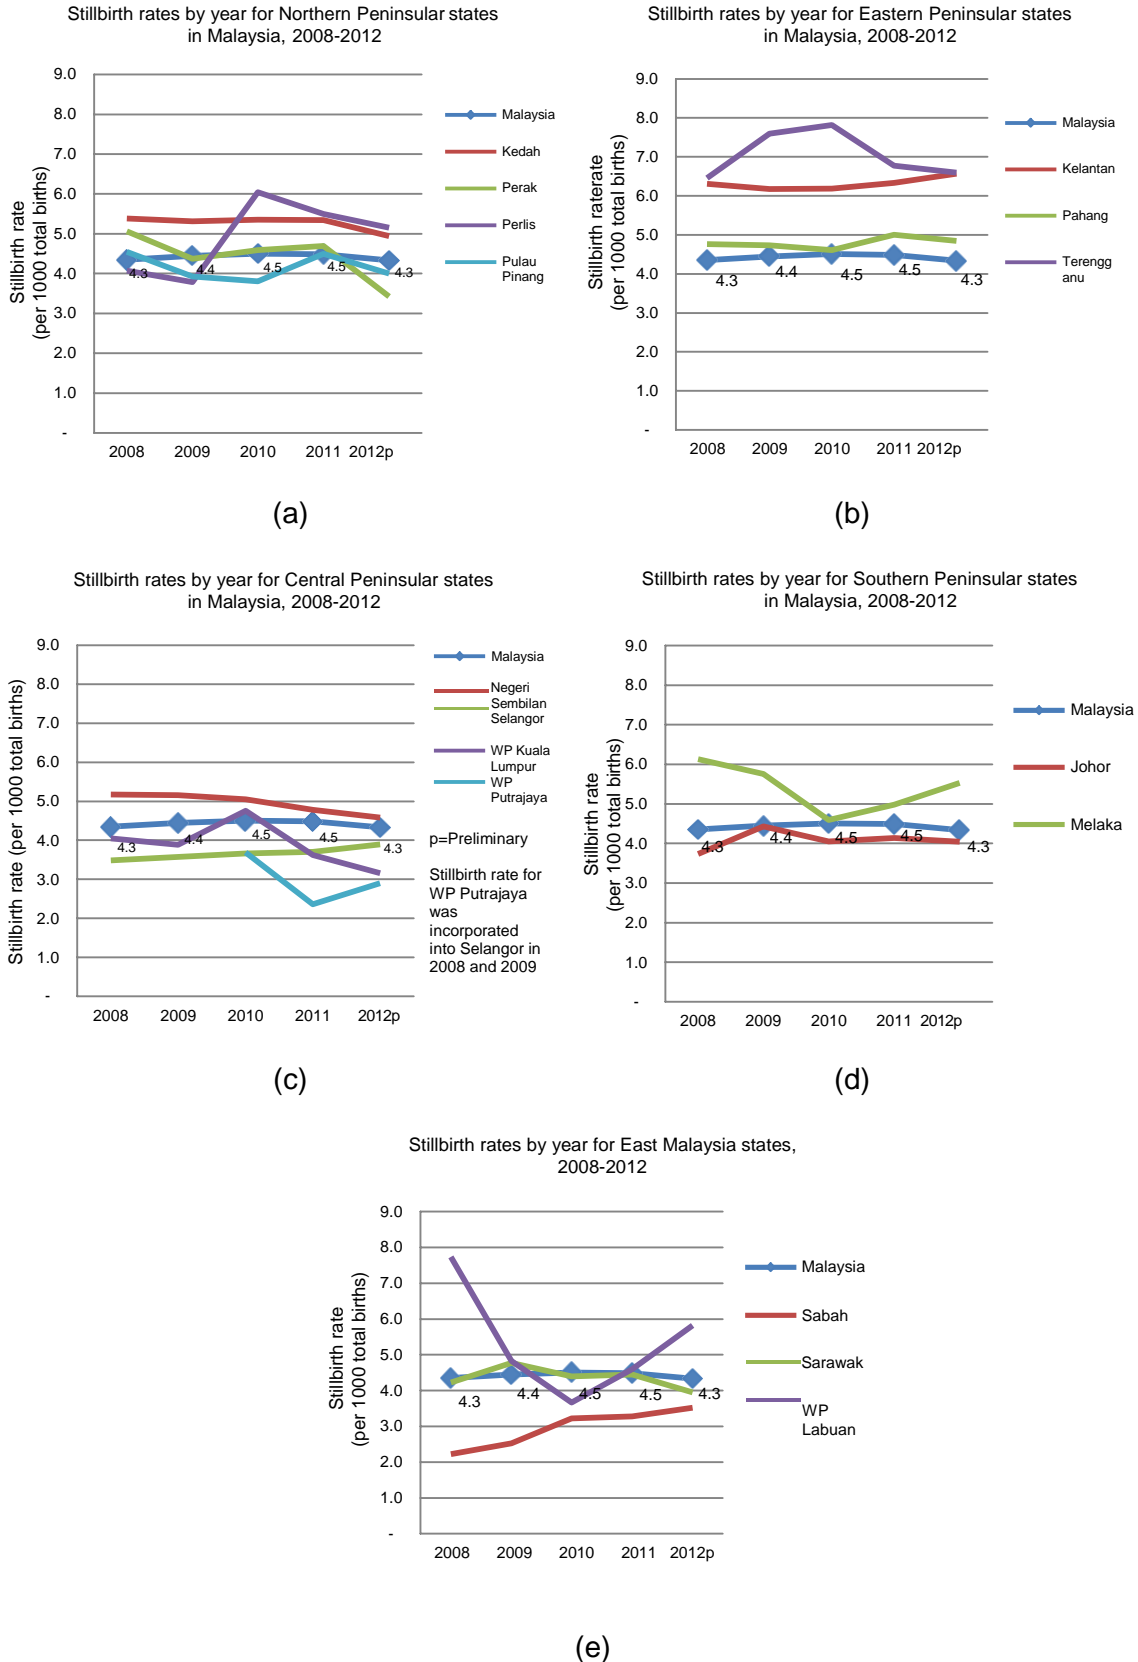 Stillbirth rates by year for Northern Peninsular states
in Malaysia, 2008-2012
Stillbirth rate
(per 1000 total births)
9.0
8.0
7.0
6.0
5.0
4.0
3.0
2.0
1.0
-
4.3
4.4
4.5
4.5
4.3
2008
2009
2010
2011
2012p
Malaysia
Kedah
Perak
Perlis
Pulau
Pinang
(a)
Stillbirth rates by year for Eastern Peninsular states
in Malaysia, 2008-2012
Stillbirth raterate
(per 1000 total births)
9.0
8.0
7.0
6.0
5.0
4.0
3.0
2.0
1.0
-
4.3
4.4
4.5
4.5
4.3
2008
2009
2010
2011
2012p
Malaysia
Kelantan
Pahang
Terengg
anu
(b)
Stillbirth rates by year for Central Peninsular states
in Malaysia, 2008-2012
Stillbirth rate (per 1000 total births)
9.0
8.0
7.0
6.0
5.0
4.0
3.0
2.0
1.0
-
4.3
4.4
4.5
4.5
4.3
2008
2009
2010
2011
2012p
Malaysia
Negeri
Sembilan
Selangor
WP Kuala
Lumpur
WP
Putrajaya
p=Preliminary
Stillbirth rate for
WP Putrajaya
was
incorporated
into Selangor in
2008 and 2009
(c)
Stillbirth rates by year for Southern Peninsular states
in Malaysia, 2008-2012
Stillbirth rate
(per 1000 total births)
9.0
8.0
7.0
6.0
5.0
4.0
3.0
2.0
1.0
-
4.3
4.4
4.5
4.5
4.3
2008
2009
2010
2011
2012p
Malaysia
Johor
Melaka
(d)
Stillbirth rates by year for East Malaysia states,
2008-2012
Stillbirth rate
(per 1000 total births)
9.0
8.0
7.0
6.0
5.0
4.0
3.0
2.0
1.0
-
4.3
4.4
4.5
4.5
4.3
2008
2009
2010
2011
2012p
Malaysia
Sabah
Sarawak
WP
Labuan
(e)